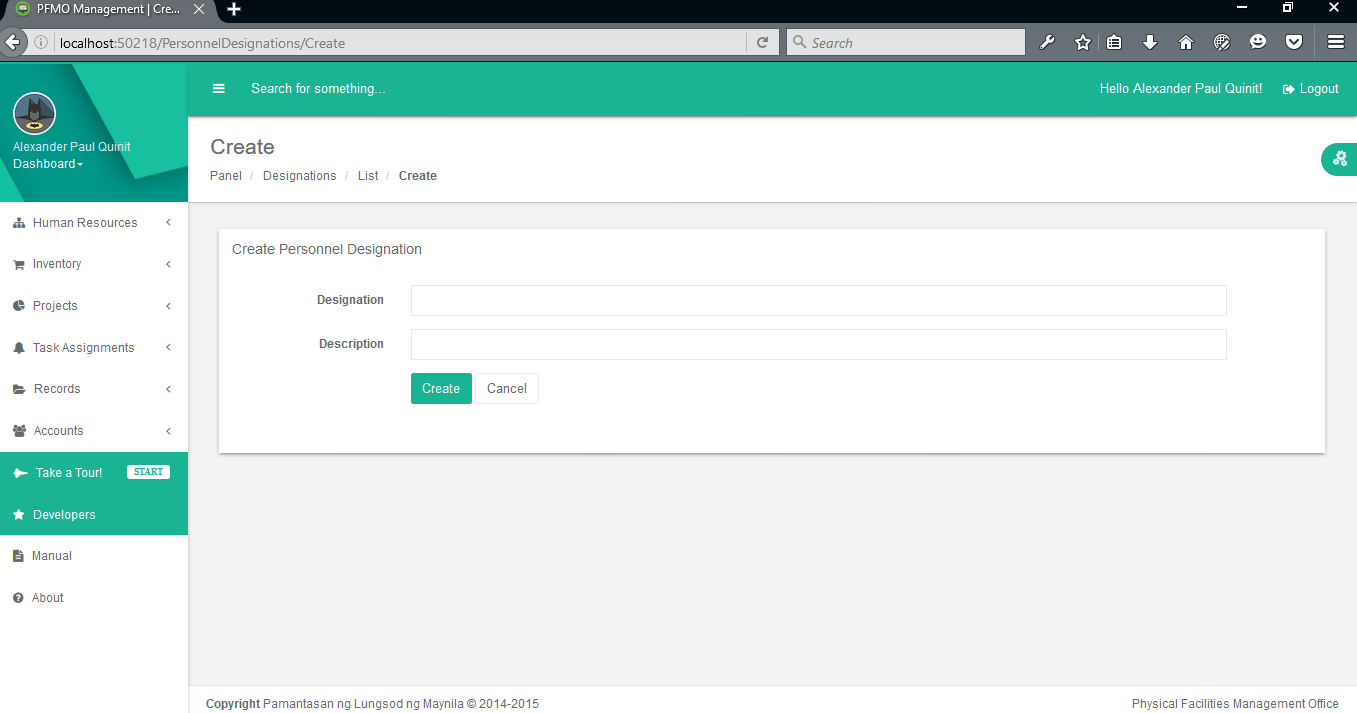 PFMO Management | Cre...
localhost:50218/PersonnelDesignations/Create
Search
Search for something...
Hello Alexander Paul Quinit!
Logout
Alexander Paul Quinit
Dashboard
Create
Panel / Designations / List / Create
Human Resources
Inventory
Projects
Task Assignments
Records
Accounts
Take a Tour! START
Developers
Manual
About
Create Personnel Designation
Designation
Description
Create Cancel
Copyright Pamantasan ng Lungsod ng Maynila © 2014-2015
Physical Facilities Management Office